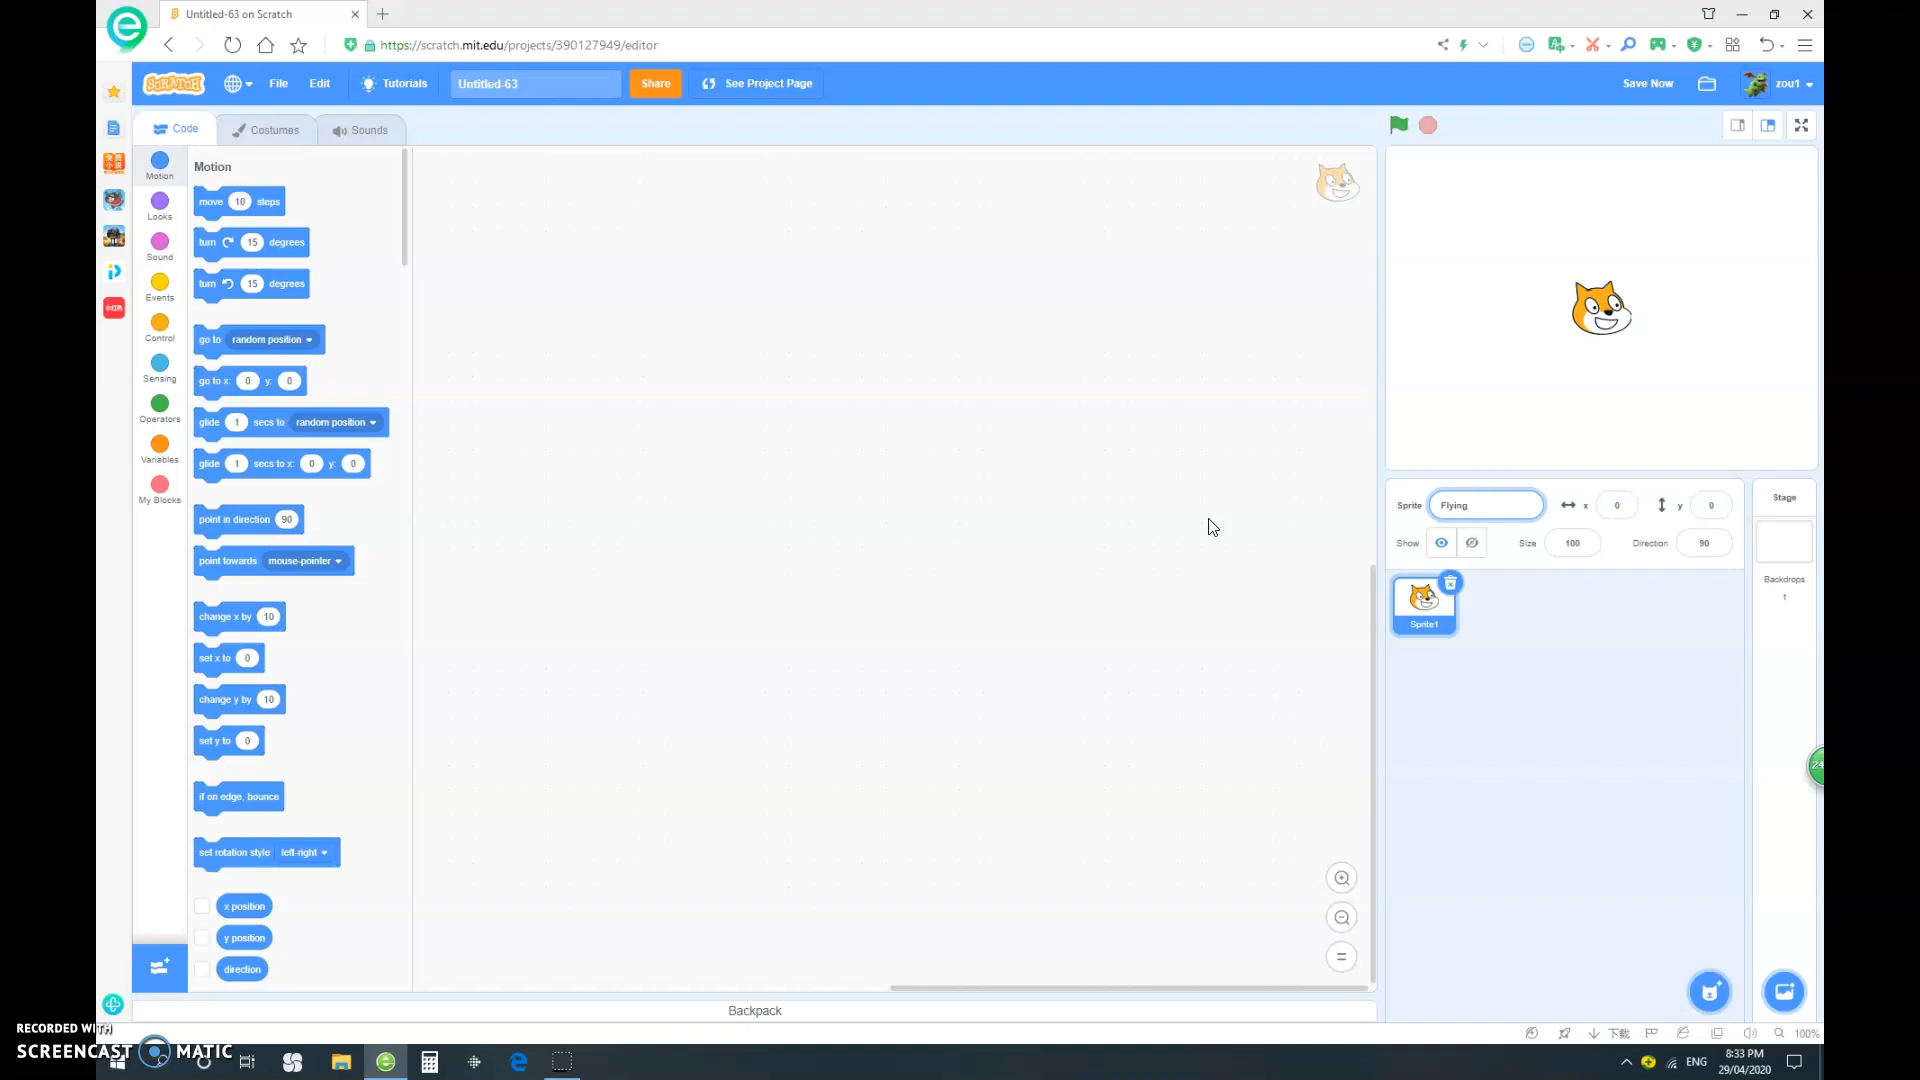 Untitled-63 on Scratch
https://scratch.mit.edu/projects/390127949/editor
SCRATCH
File
Edit
Tutorials
Untitled-63
Share
See Project Page
Save Now
zou1
Code
Costumes
Sounds
Motion
Looks
Sound
Events
Control
Sensing
Operators
Variables
My Blocks
Motion
move 10 steps
turn 15 degrees
turn 15 degrees
go to random position
go to x: 0 y: 0
glide 1 secs to random position
glide 1 secs to x: 0 y: 0
point in direction 90
point towards mouse-pointer
change x by 10
set x to 0
change y by 10
set y to 0
if on edge, bounce
set rotation style left-right
x position
y position
direction
Backpack
Sprite Flying x 0 y 0
Show Size 100 Direction 90
Sprite1
Stage
Backdrops
1
24
下载
100%
RECORDED WITH
SCREENCAST MATIC
ENG
8:33 PM
29/04/2020